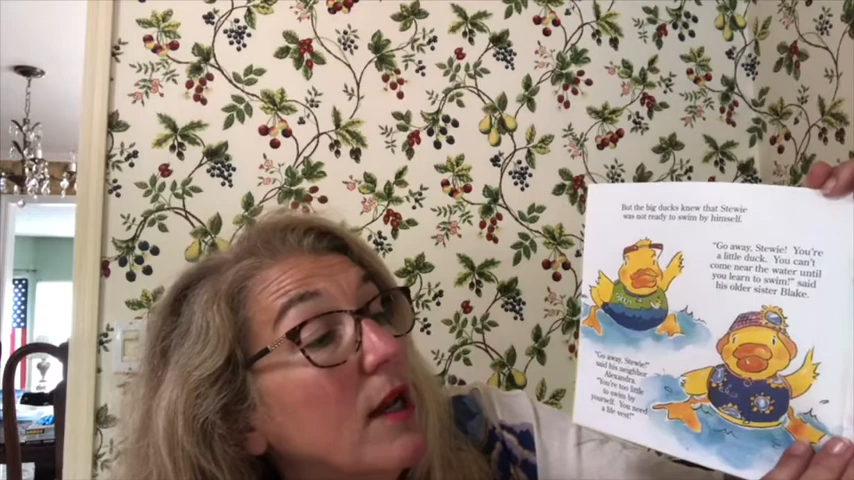 But the big ducks knew that Stewie
was not ready to swim by himself.
"Go away, Stewie! You're
a little duck. You can't
come near the water until
you learn to swim!" said
his older sister Blake.
"Go away, Stewie!"
said his neighbor
Alexandra.
"You're too little
to swim by
yourself. You need
a life vest!"